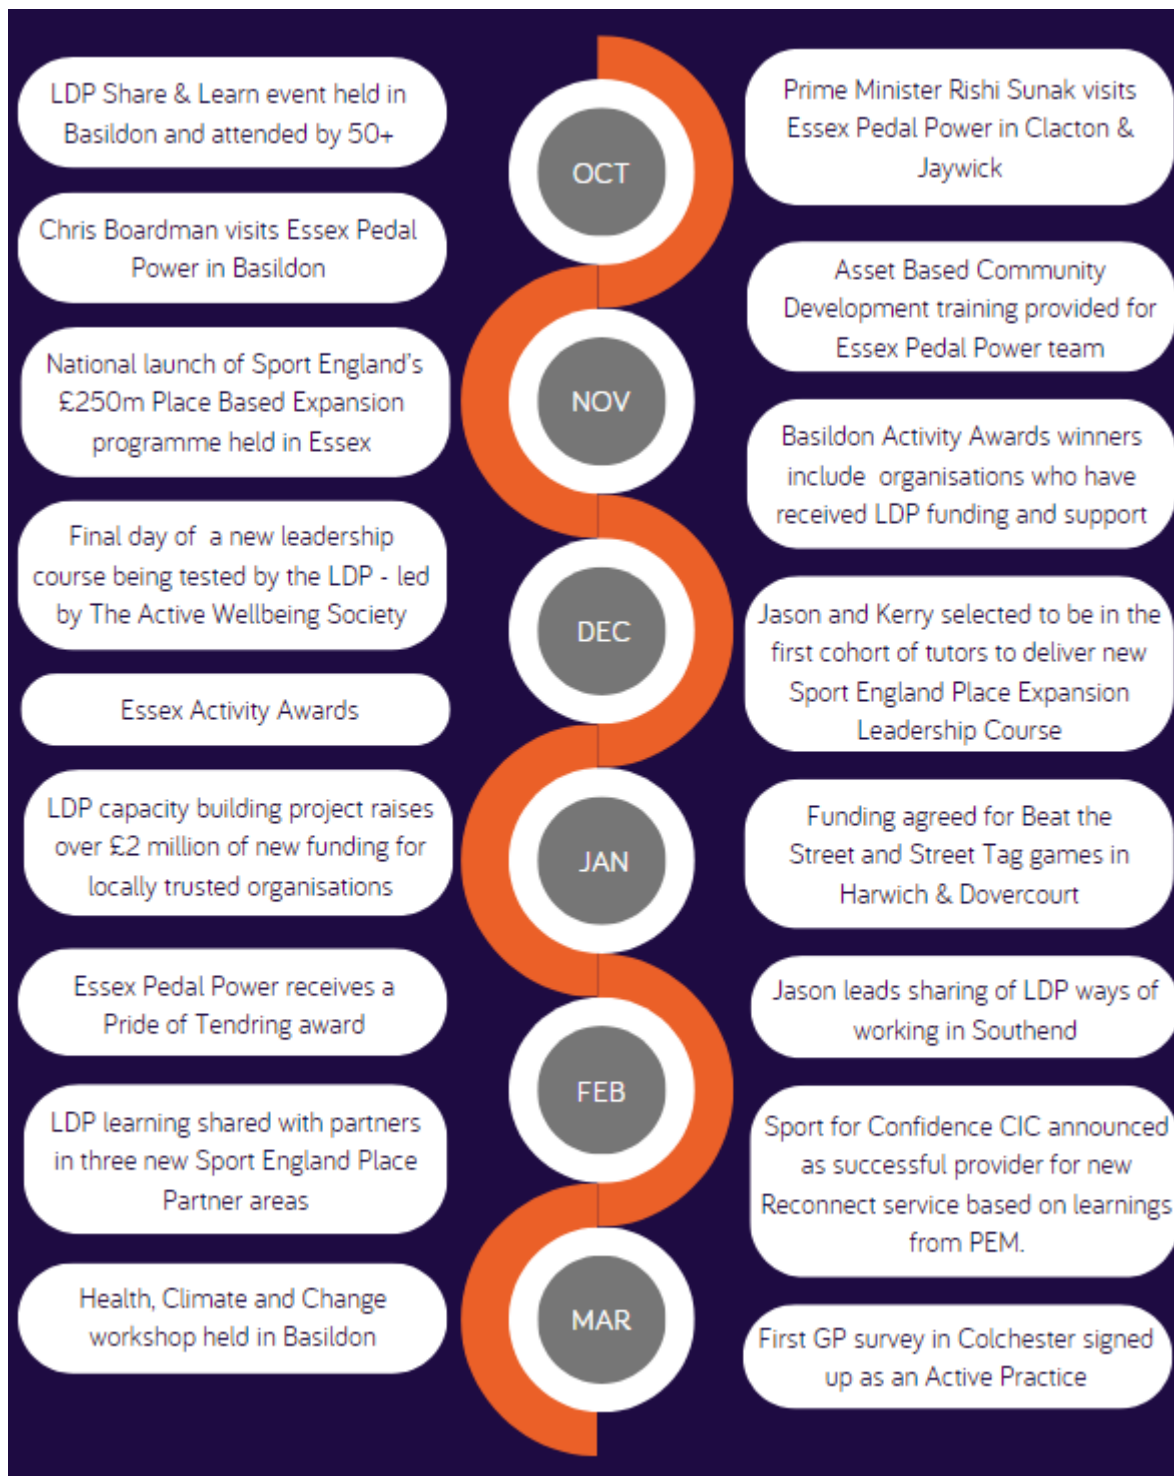 LDP Share & Learn event held in
Basildon and attended by 50+
Chris Boardman visits Essex Pedal
Power in Basildon
National launch of Sport England's
£250m Place Based Expansion
programme held in Essex
Final day of a new leadership
course being tested by the LDP - led
by The Active Wellbeing Society
Essex Activity Awards
LDP capacity building project raises
over £2 million of new funding for
locally trusted organisations
Essex Pedal Power receives a
Pride of Tendring award
LDP learning shared with partners
in three new Sport England Place
Partner areas
Health, Climate and Change
workshop held in Basildon
OCT
NOV
DEC
JAN
FEB
MAR
Prime Minister Rishi Sunak visits
Essex Pedal Power in Clacton &
Jaywick
Asset Based Community
Development training provided for
Essex Pedal Power team
Basildon Activity Awards winners
include organisations who have
received LDP funding and support
Jason and Kerry selected to be in the
first cohort of tutors to deliver new
Sport England Place Expansion
Leadership Course
Funding agreed for Beat the
Street and Street Tag games in
Harwich & Dovercourt
Jason leads sharing of LDP ways of
working in Southend
Sport for Confidence CIC announced
as successful provider for new
Reconnect service based on learnings
from PEM.
First GP survey in Colchester signed
up as an Active Practice